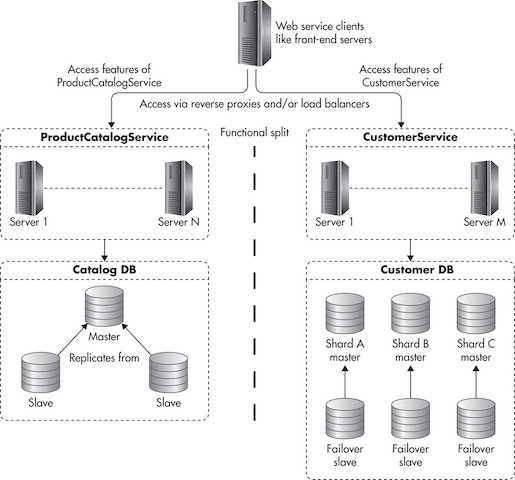 Web service clients
like front-end servers
Access features of
ProductCatalogService
Access features of
CustomerService
Access via reverse proxies and/or load balancers
ProductCatalogService
Functional split
CustomerService
Server 1
Server N
Server 1
Server M
Catalog DB
Customer DB
Master
Replicates from
Slave
Slave
Shard A
master
Shard B
master
Shard C
master
Failover
slave
Failover
slave
Failover
slave